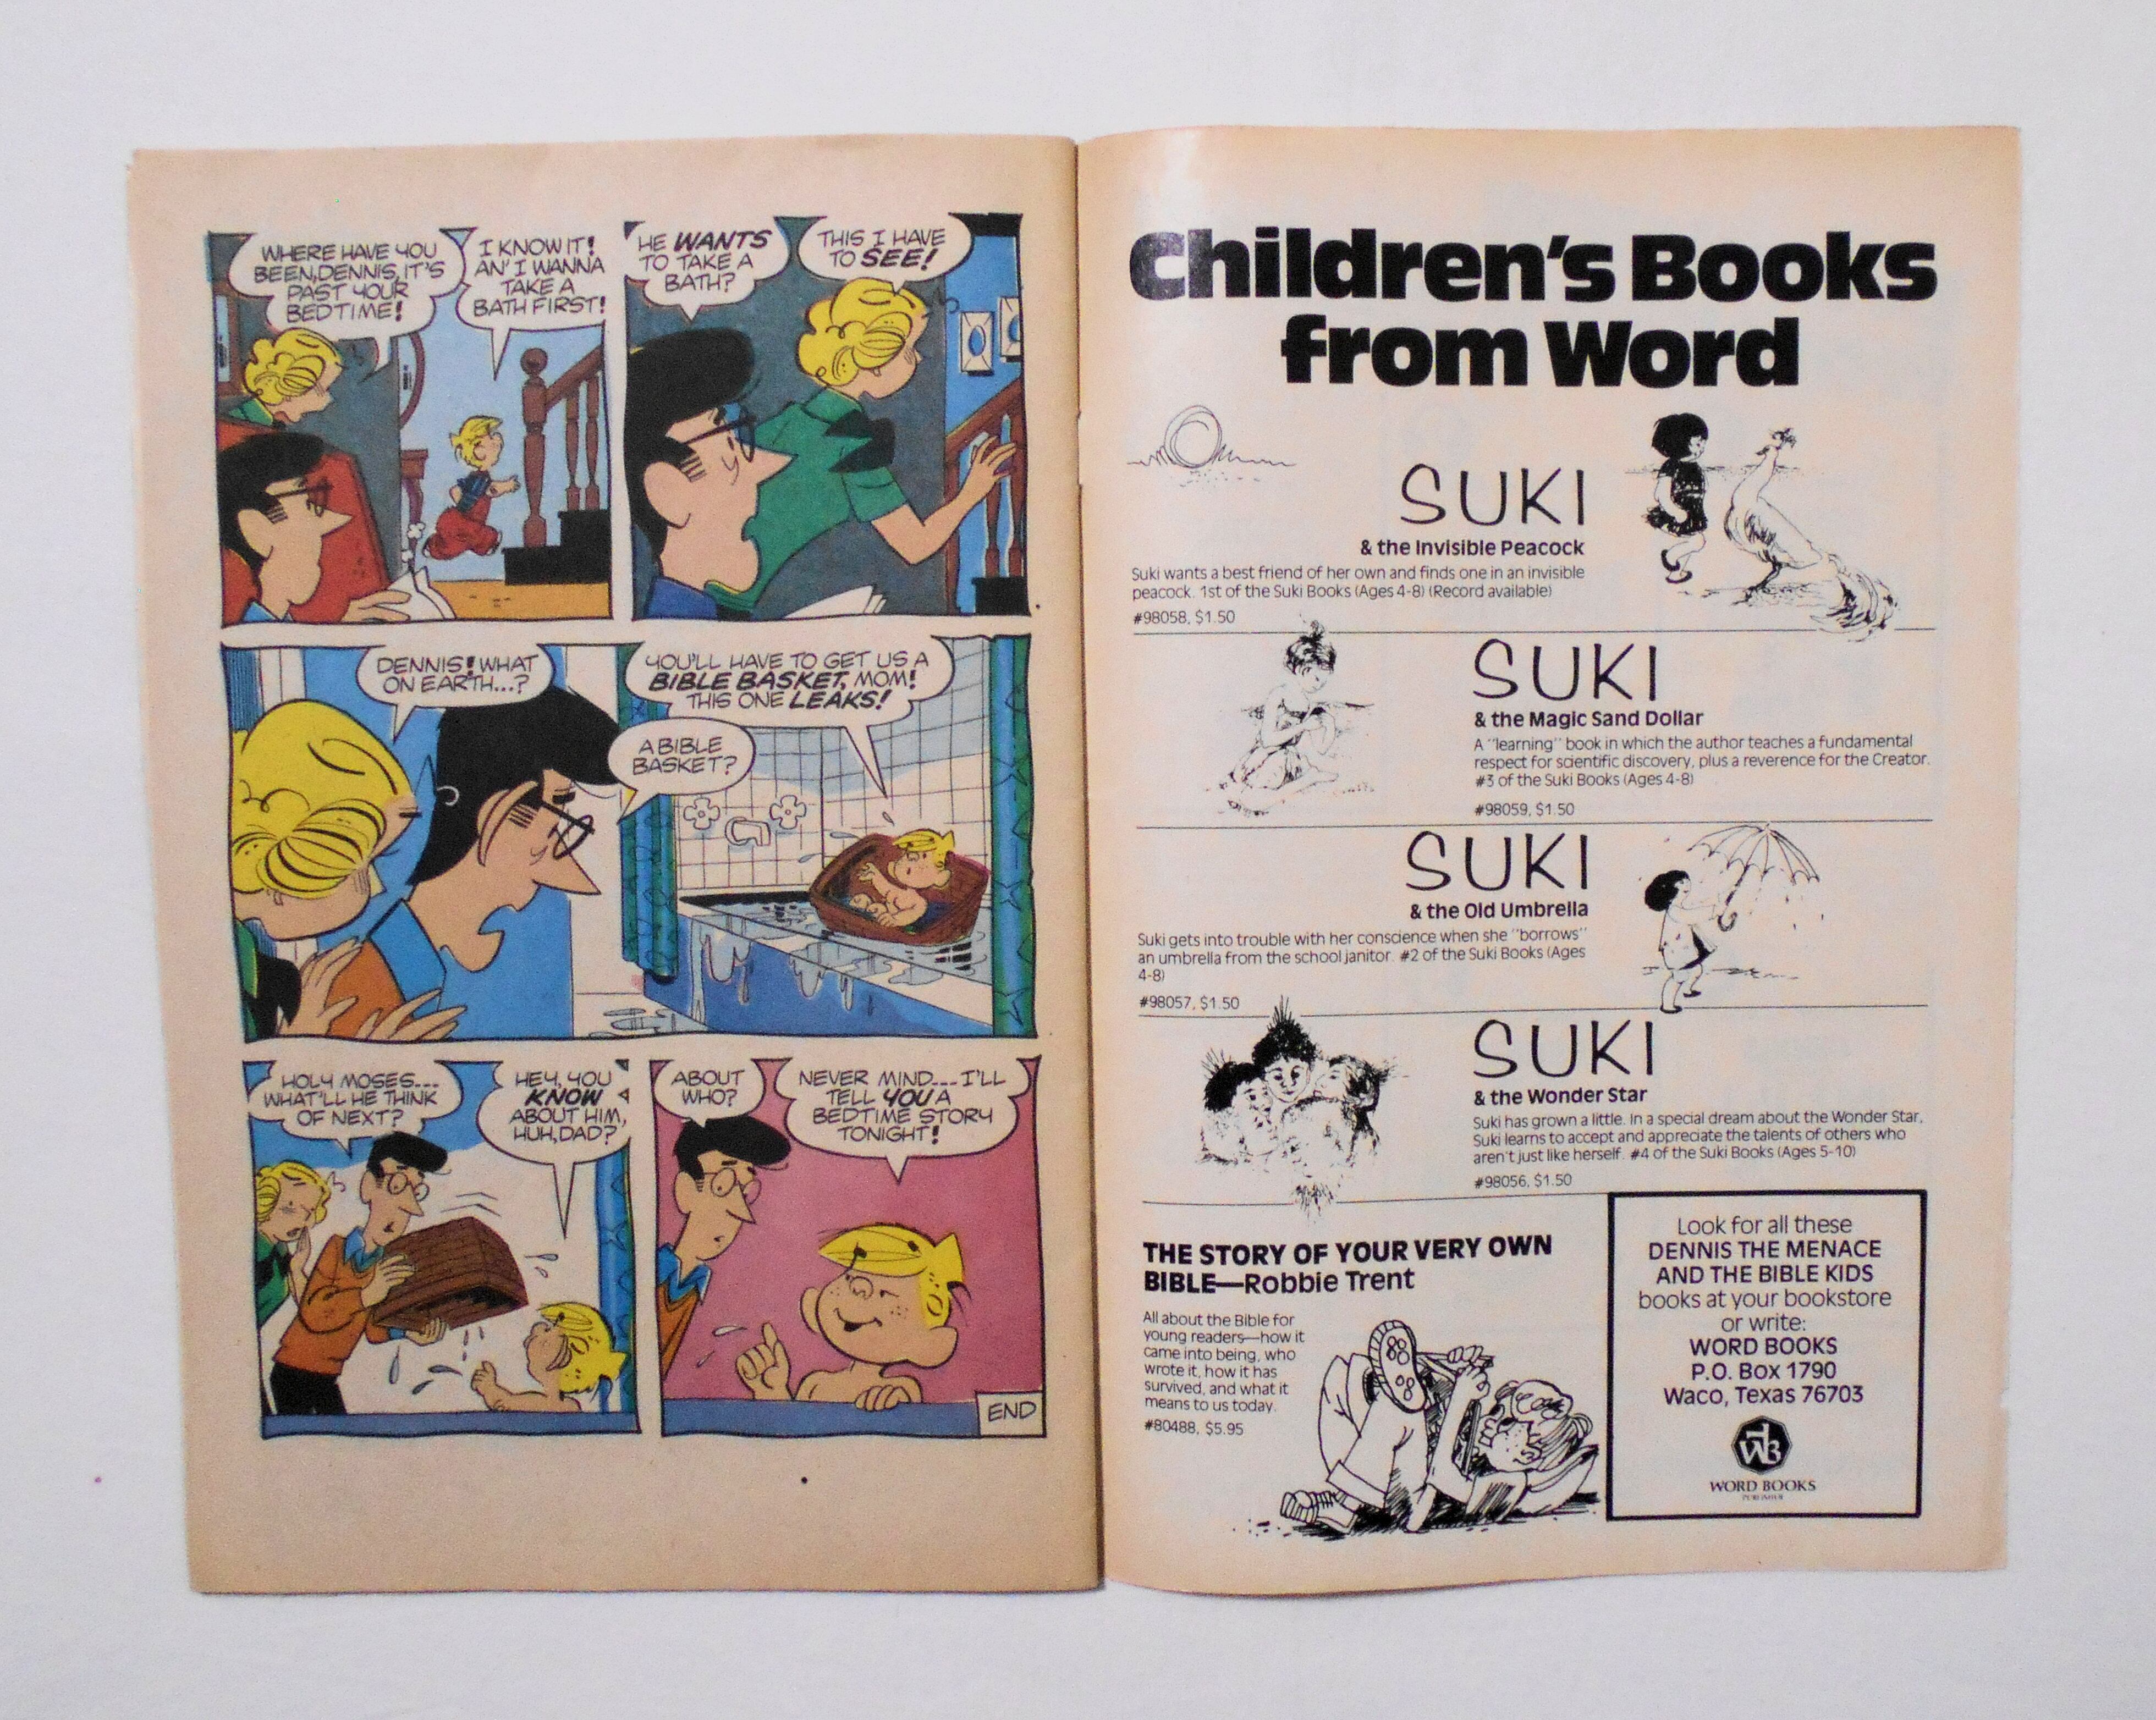 WHERE HAVE YOU
BEEN, DENNIS, IT'S
PAST YOUR
BEDTIME!
I KNOW IT!
AN' I WANNA
TAKE A
BATH FIRST!
HE WANTS
TO TAKE A
BATH?
THIS I HAVE
TO SEE!
DENNIS! WHAT
ON EARTH...?
YOU'LL HAVE TO GET US A
BIBLE BASKET, MOM!
THIS ONE LEAKS!
A BIBLE
BASKET?
HOLY MOSES...
WHAT'LL HE THINK
OF NEXT?
HEY, YOU
KNOW
ABOUT HIM,
HUH, DAD?
ABOUT
WHO?
NEVER MIND... I'LL
TELL YOU A
BEDTIME STORY
TONIGHT!
END
Children's Books
from Word
SUKI
& the Invisible Peacock
Suki wants a best friend of her own and finds one in an invisible
peacock. 1st of the Suki Books (Ages 4-8) (Record available)
#98058, $1.50
SUKI
& the Magic Sand Dollar
A "learning" book in which the author teaches a fundamental
respect for scientific discovery, plus a reverence for the Creator.
#3 of the Suki Books (Ages 4-8)
#98059, $1.50
SUKI
& the Old Umbrella
Suki gets into trouble with her conscience when she "borrows"
an umbrella from the school janitor. #2 of the Suki Books (Ages
4-8)
#98057, $1.50
SUKI
& the Wonder Star
Suki has grown a little. In a special dream about the Wonder Star,
Suki learns to accept and appreciate the talents of others who
aren't just like herself. #4 of the Suki Books (Ages 5-10)
#98056, $1.50
THE STORY OF YOUR VERY OWN
BIBLE—Robbie Trent
All about the Bible for
young readers—how it
came into being, who
wrote it, how it has
survived, and what it
means to us today.
#80488, $5.95
Look for all these
DENNIS THE MENACE
AND THE BIBLE KIDS
books at your bookstore
or write:
WORD BOOKS
P.O. Box 1790
Waco, Texas 76703
WB
WORD BOOKS
PUBLISHER